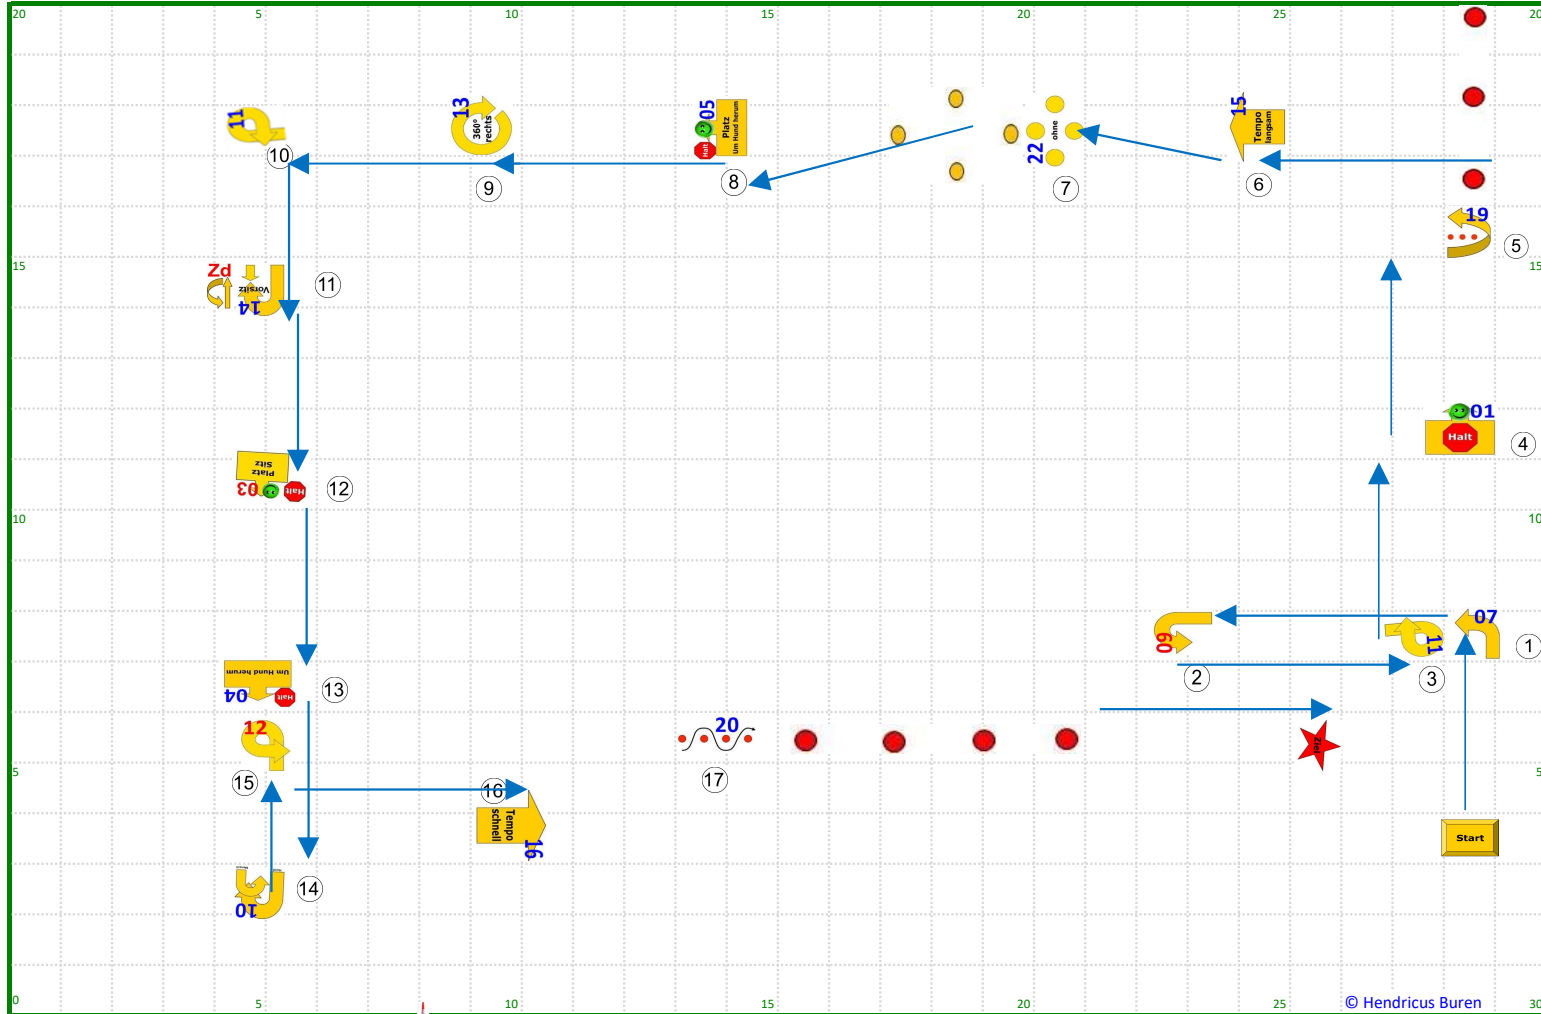 20 5 10 15 20 25 20
11
10
13
360° rechts
9
05
Platz
Um Hund herum
Halt
8
ohne
22
7
15
Tempo
langsam
6
19
5
15 15
Zd
Vorsitz
14
11
01
Halt
4
Platz
Sitz
03
Halt
12
10 10
07
1
09
2
11
3
Um Hund herum
04
Halt
13
12
15
20
17
Ziel
5 5
16
Tempo
schnell
16
Start
10
14
0 5 10 15 20 25 30
© Hendricus Buren